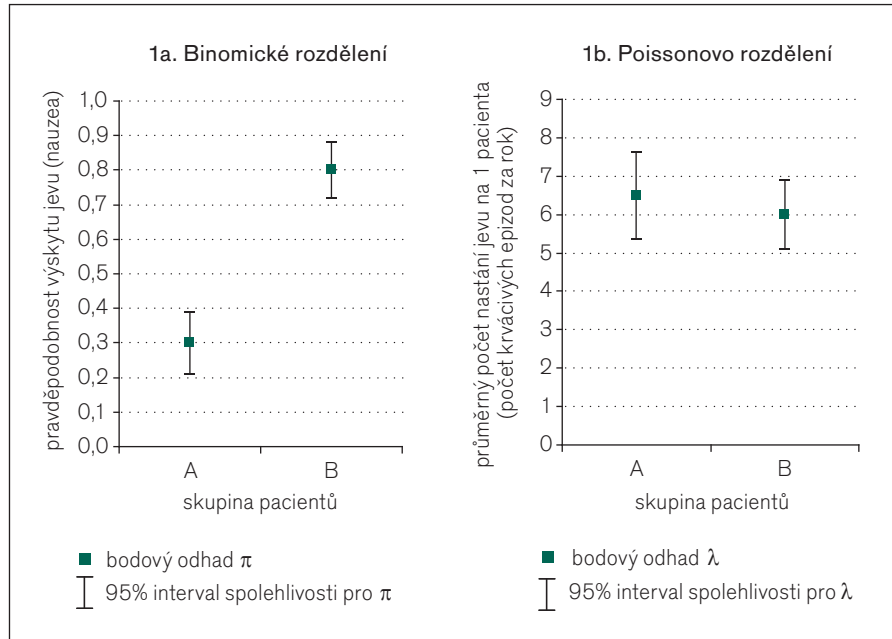 1a. Binomické rozdělení
pravděpodobnost výskytu jevu (nauzea)
1,0
0,9
0,8
0,7
0,6
0,5
0,4
0,3
0,2
0,1
0,0
A B
skupina pacientů
bodový odhad π
95% interval spolehlivosti pro π
1b. Poissonovo rozdělení
průměrný počet nastání jevu na 1 pacienta
(počet krvácivých epizod za rok)
9
8
7
6
5
4
3
2
1
0
A B
skupina pacientů
bodový odhad λ
95% interval spolehlivosti pro λ